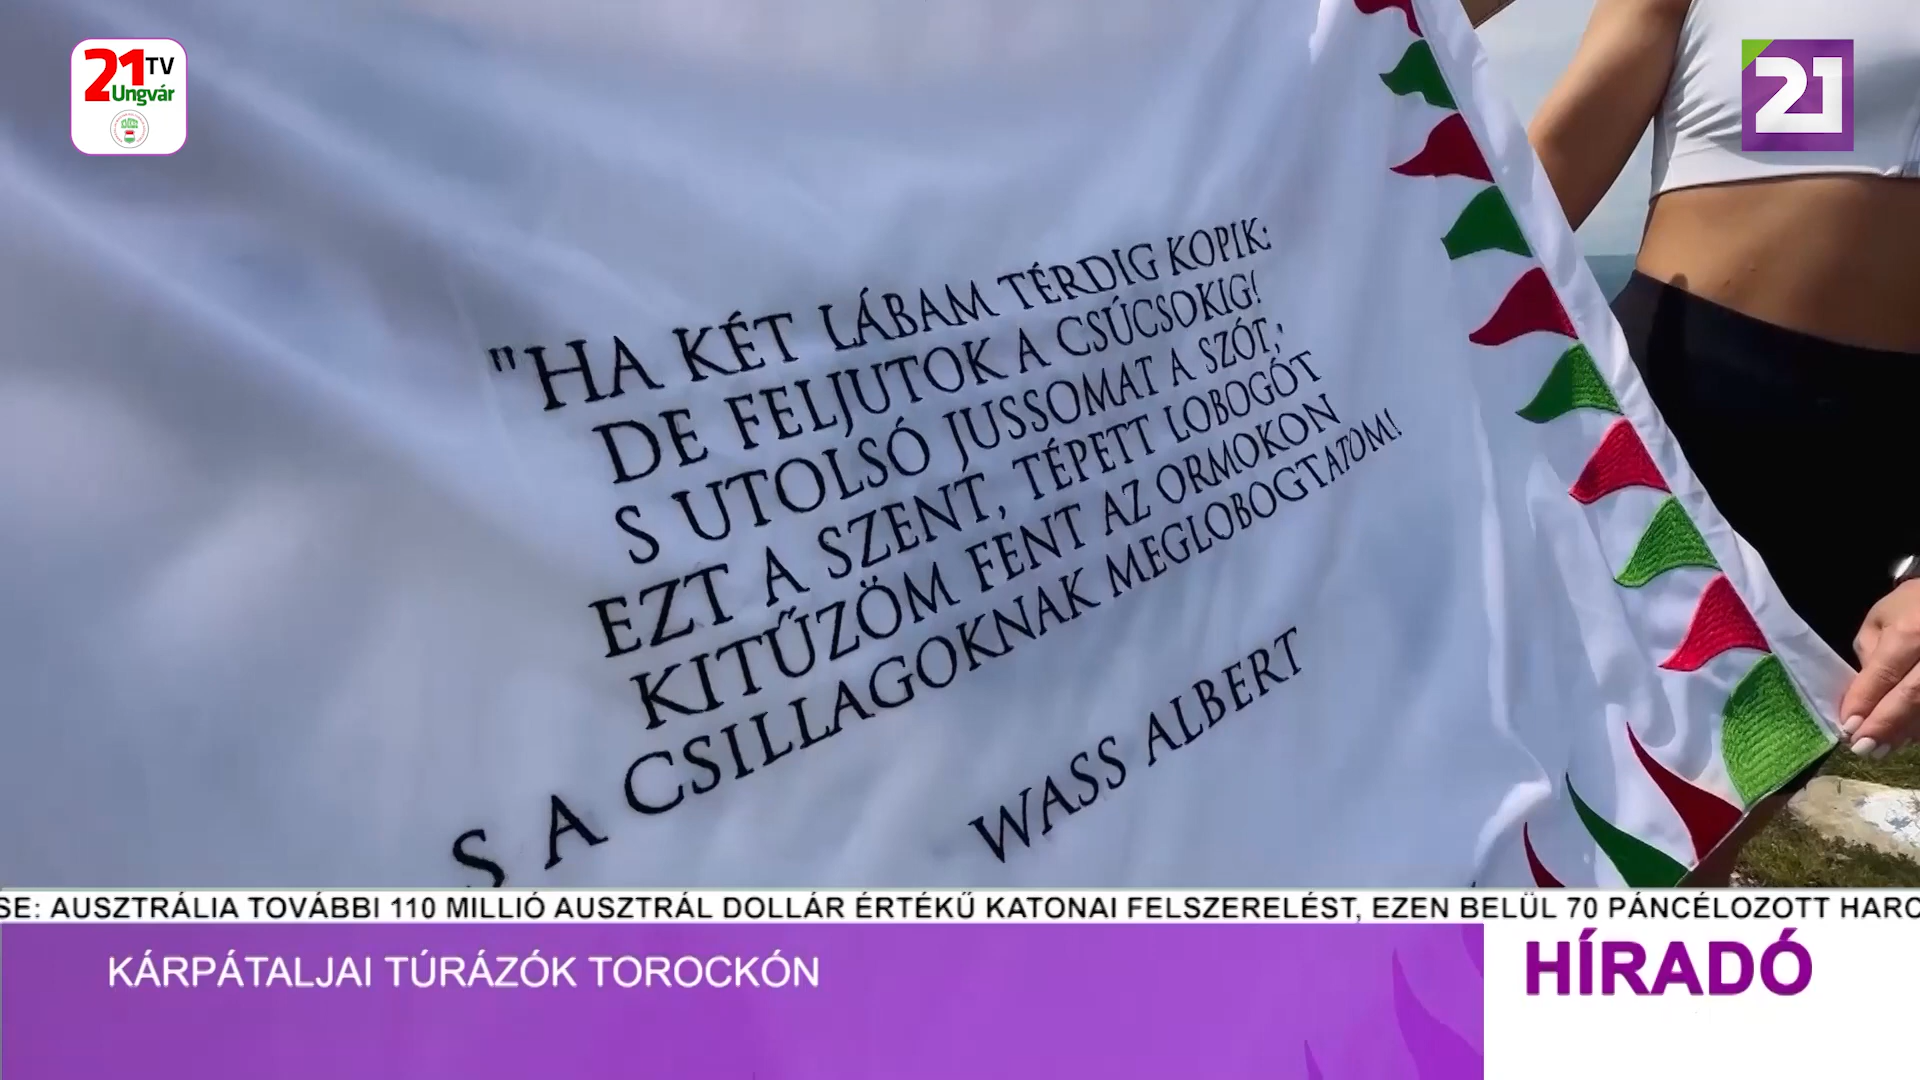 21 TV
Ungvár
21
"HA KÉT LÁBAM TÉRDIG KOPIK:
DE FELJUTOK A CSÚCSOKIG!
S UTOLSÓ JUSSOMAT A SZÓT,
EZT A SZENT, TÉPETT LOBOGÓT
KITŰZÖM FENT AZ ORMOKON
S A CSILLAGOKNAK MEGLOBOGTATOM!
WASS ALBERT
SE: AUSZTRÁLIA TOVÁBBI 110 MILLIÓ AUSZTRÁL DOLLÁR ÉRTÉKŰ KATONAI FELSZERELÉST, EZEN BELÜL 70 PÁNCÉLOZOTT HARC
KÁRPÁTALJAI TÚRÁZÓK TOROCKÓN
HÍRADÓ